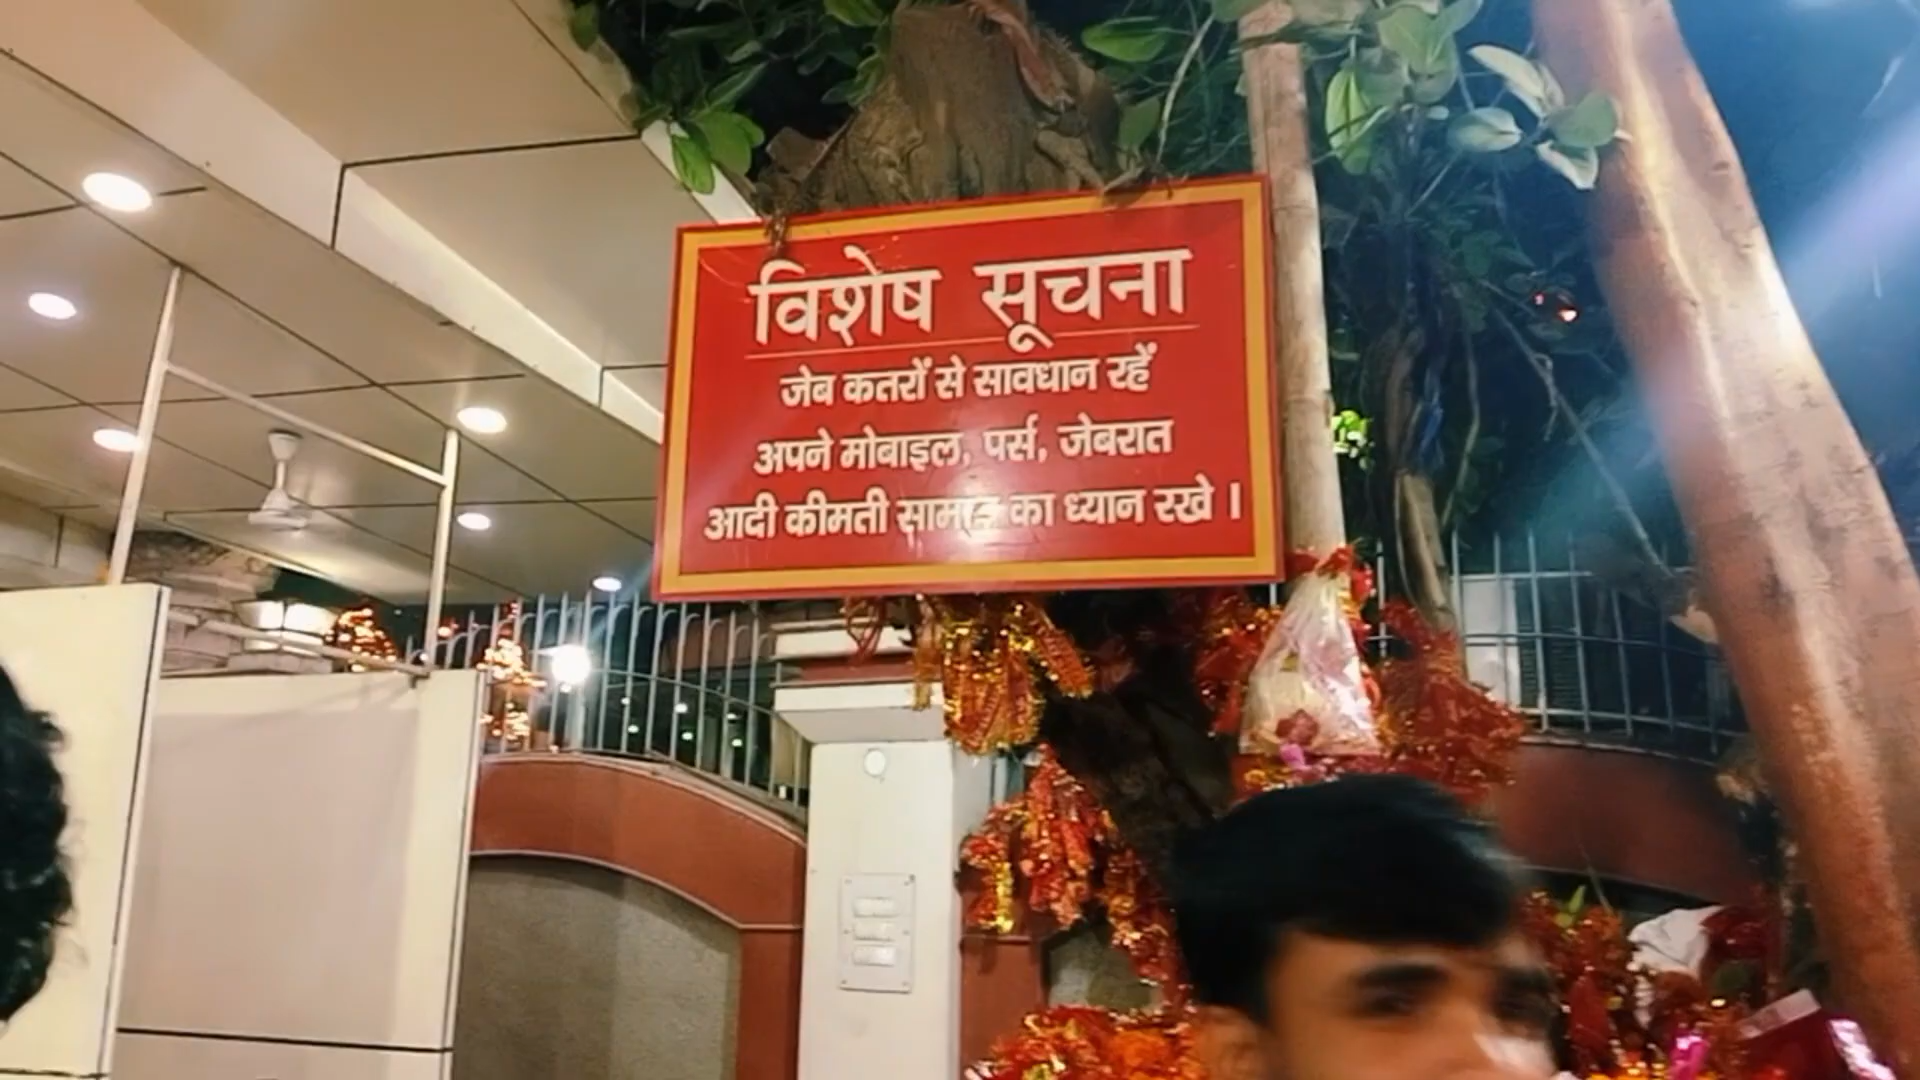 विशेष सूचना
जेब कतरों से सावधान रहें
अपने मोबाइल, पर्स, जेबरात
आदी कीमती सामान का ध्यान रखे ।